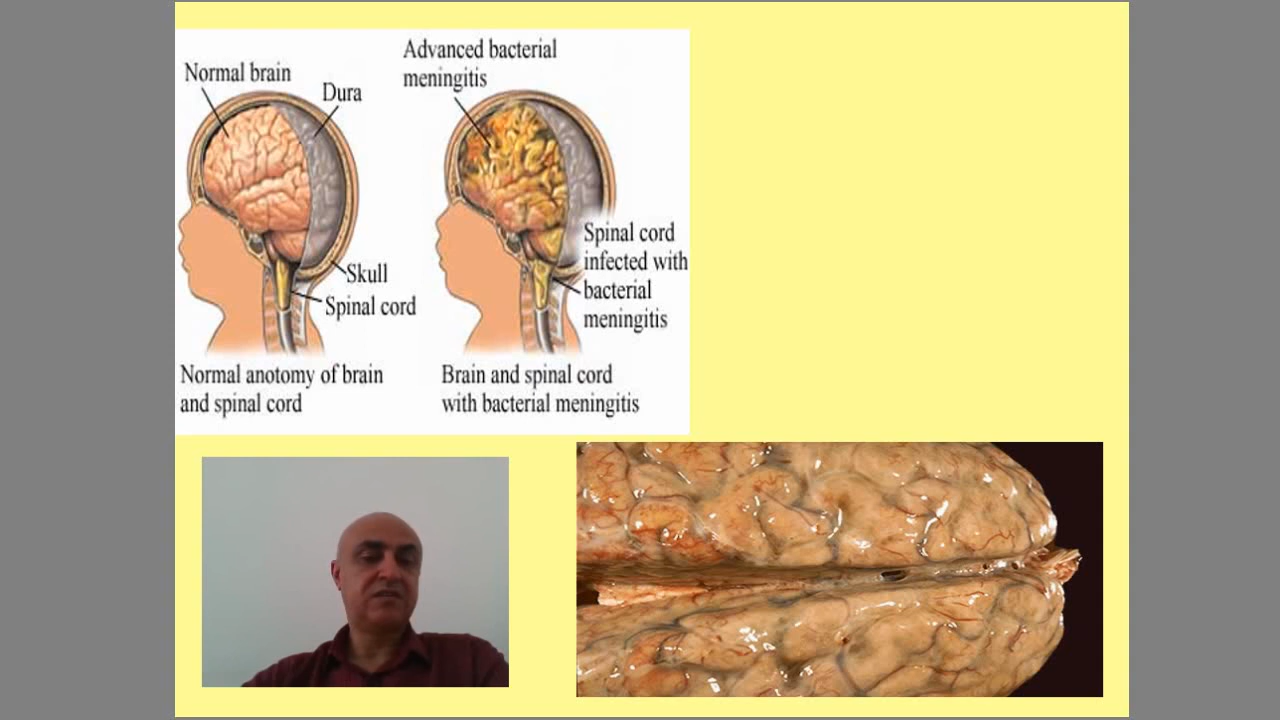 Normal brain
Dura
Skull
Spinal cord
Normal anotomy of brain
and spinal cord
Advanced bacterial
meningitis
Spinal cord
infected with
bacterial
meningitis
Brain and spinal cord
with bacterial meningitis